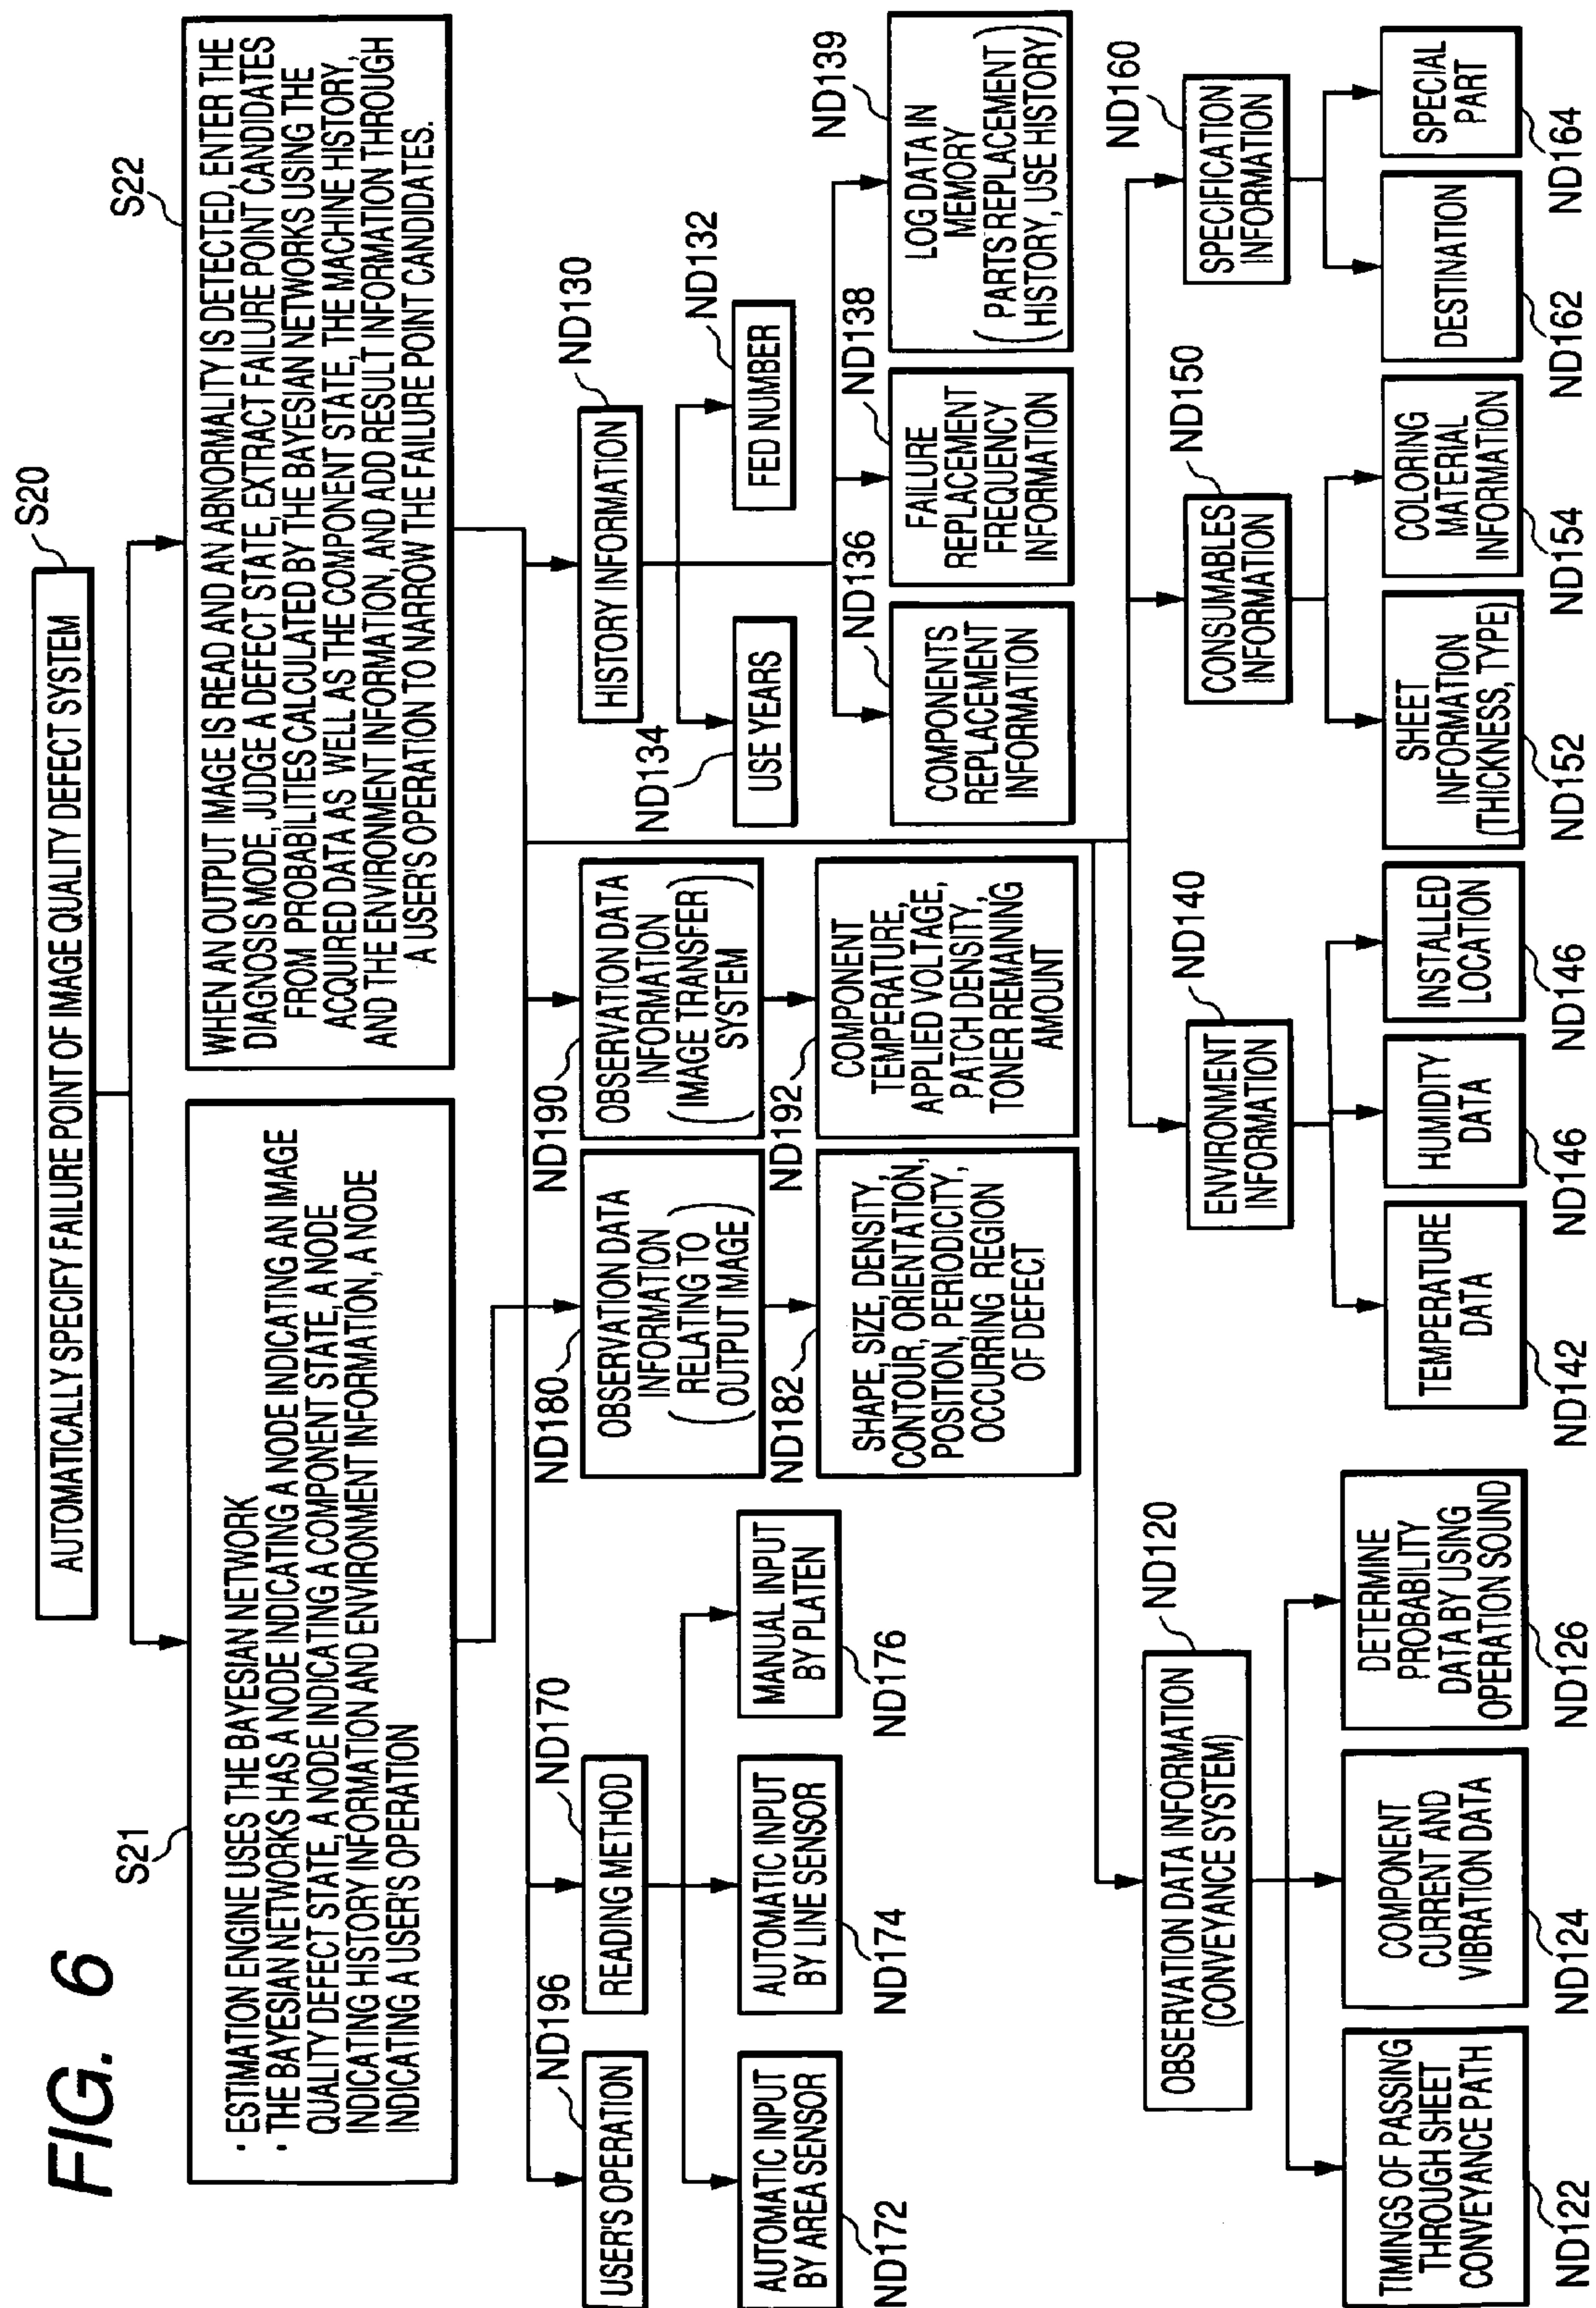 FIG. 6
S20
AUTOMATICALLY SPECIFY FAILURE POINT OF IMAGE QUALITY DEFECT SYSTEM
S21
· ESTIMATION ENGINE USES THE BAYESIAN NETWORK
· THE BAYESIAN NETWORKS HAS A NODE INDICATING A NODE INDICATING AN IMAGE
QUALITY DEFECT STATE, A NODE INDICATING A COMPONENT STATE, A NODE
INDICATING HISTORY INFORMATION AND ENVIRONMENT INFORMATION, A NODE
INDICATING A USER'S OPERATION
S22
WHEN AN OUTPUT IMAGE IS READ AND AN ABNORMALITY IS DETECTED, ENTER THE
DIAGNOSIS MODE, JUDGE A DEFECT STATE, EXTRACT FAILURE POINT CANDIDATES
FROM PROBABILITIES CALCULATED BY THE BAYESIAN NETWORKS USING THE
ACQUIRED DATA AS WELL AS THE COMPONENT STATE, THE MACHINE HISTORY,
AND THE ENVIRONMENT INFORMATION, AND ADD RESULT INFORMATION THROUGH
A USER'S OPERATION TO NARROW THE FAILURE POINT CANDIDATES.
ND196
USER'S OPERATION
ND170
READING METHOD
AUTOMATIC INPUT
BY AREA SENSOR
ND172
AUTOMATIC INPUT
BY LINE SENSOR
ND174
MANUAL INPUT
BY PLATEN
ND176
ND180
OBSERVATION DATA
INFORMATION
(RELATING TO
OUTPUT IMAGE)
ND182
SHAPE, SIZE, DENSITY,
CONTOUR, ORIENTATION,
POSITION, PERIODICITY,
OCCURRING REGION
OF DEFECT
ND190
OBSERVATION DATA
INFORMATION
(IMAGE TRANSFER
SYSTEM)
ND192
COMPONENT
TEMPERATURE,
APPLIED VOLTAGE,
PATCH DENSITY,
TONER REMAINING
AMOUNT
ND130
HISTORY INFORMATION
ND134
USE YEARS
ND132
FED NUMBER
ND136
COMPONENTS
REPLACEMENT
INFORMATION
ND138
FAILURE
REPLACEMENT
FREQUENCY
INFORMATION
ND139
LOG DATA IN
MEMORY
(PARTS REPLACEMENT
HISTORY, USE HISTORY)
ND120
OBSERVATION DATA INFORMATION
(CONVEYANCE SYSTEM)
TIMINGS OF PASSING
THROUGH SHEET
CONVEYANCE PATH
ND122
COMPONENT
CURRENT AND
VIBRATION DATA
ND124
DETERMINE
PROBABILITY
DATA BY USING
OPERATION SOUND
ND126
ND140
ENVIRONMENT
INFORMATION
TEMPERATURE
DATA
ND142
HUMIDITY
DATA
ND146
INSTALLED
LOCATION
ND146
ND150
CONSUMABLES
INFORMATION
SHEET
INFORMATION
(THICKNESS, TYPE)
ND152
COLORING
MATERIAL
INFORMATION
ND154
ND160
SPECIFICATION
INFORMATION
DESTINATION
ND162
SPECIAL
PART
ND164